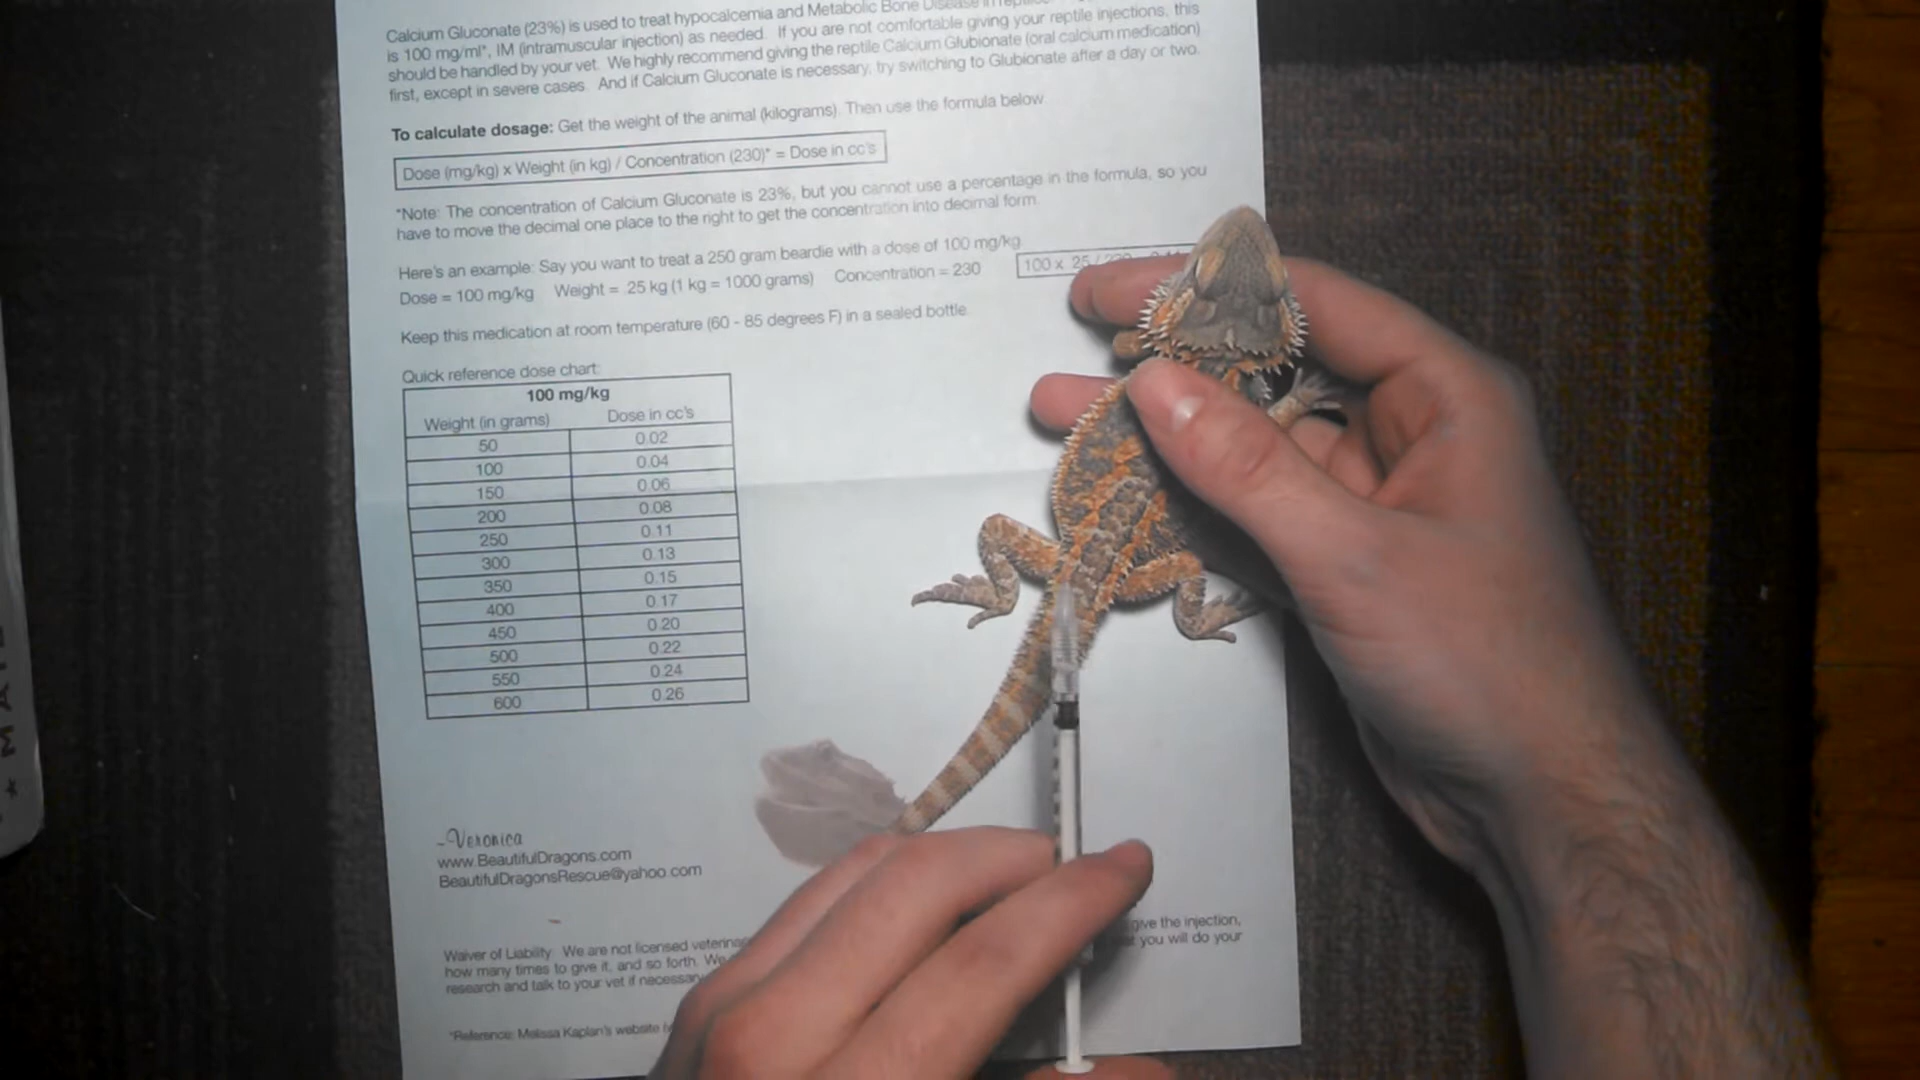 Calcium Gluconate (23%) is used to treat hypocalcemia and Metabolic Bone Disease in
is 100 mg/ml*, IM (intramuscular injection) as needed. If you are not comfortable giving your reptile injections, this
should be handled by your vet. We highly recommend giving the reptile Calcium Glubionate (oral calcium medication)
first, except in severe cases. And if Calcium Gluconate is necessary, try switching to Glubionate after a day or two.
To calculate dosage: Get the weight of the animal (kilograms). Then use the formula below.
Dose (mg/kg) x Weight (in kg) / Concentration (230)* = Dose in cc's
*Note: The concentration of Calcium Gluconate is 23%, but you cannot use a percentage in the formula, so you
have to move the decimal one place to the right to get the concentration into decimal form.
Here's an example: Say you want to treat a 250 gram beardie with a dose of 100 mg/kg
Dose = 100 mg/kg Weight = .25 kg (1 kg = 1000 grams) Concentration = 230 100 x .25 /
Keep this medication at room temperature (60 - 85 degrees F) in a sealed bottle.
Quick reference dose chart:
100 mg/kg
Weight (in grams) Dose in cc's
50 0.02
100 0.04
150 0.06
200 0.08
250 0.11
300 0.13
350 0.15
400 0.17
450 0.20
500 0.22
550 0.24
600 0.26
-Veronica
www.BeautifulDragons.com
BeautifulDragonsRescue@yahoo.com
Waiver of Liability: We are not licensed give the injection,
how many times to give it, and so forth. We you will do your
research and talk to your vet if necessary
*Reference: Melissa Kaplan's website